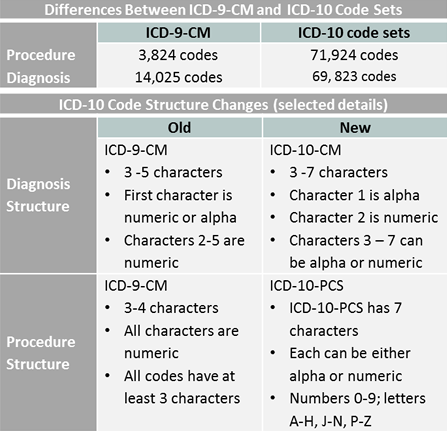 Differences Between ICD-9-CM and ICD-10 Code Sets
ICD-9-CM
ICD-10 code sets
Procedure
3,824 codes
71,924 codes
Diagnosis
14,025 codes
69, 823 codes
ICD-10 Code Structure Changes (selected details)
Old
New
Diagnosis
Structure
ICD-9-CM
• 3 -5 characters
• First character is
numeric or alpha
• Characters 2-5 are
numeric
ICD-10-CM
• 3 -7 characters
• Character 1 is alpha
• Character 2 is numeric
• Characters 3 – 7 can
be alpha or numeric
Procedure
Structure
ICD-9-CM
• 3-4 characters
• All characters are
numeric
• All codes have at
least 3 characters
ICD-10-PCS
• ICD-10-PCS has 7
characters
• Each can be either
alpha or numeric
• Numbers 0-9; letters
A-H, J-N, P-Z